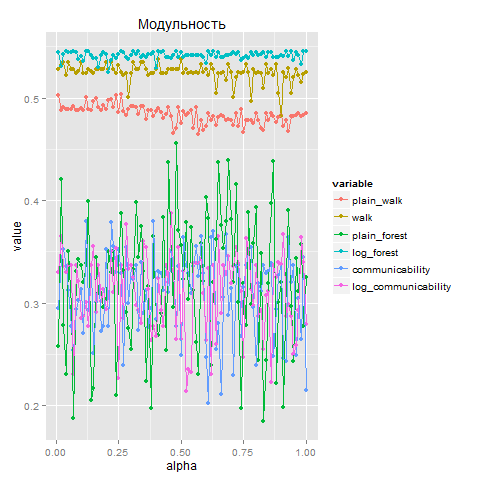 Модульность
value
0.5
0.4
0.3
0.2
0.00 0.25 0.50 0.75 1.00
alpha
variable
plain_walk
walk
plain_forest
log_forest
communicability
log_communicability